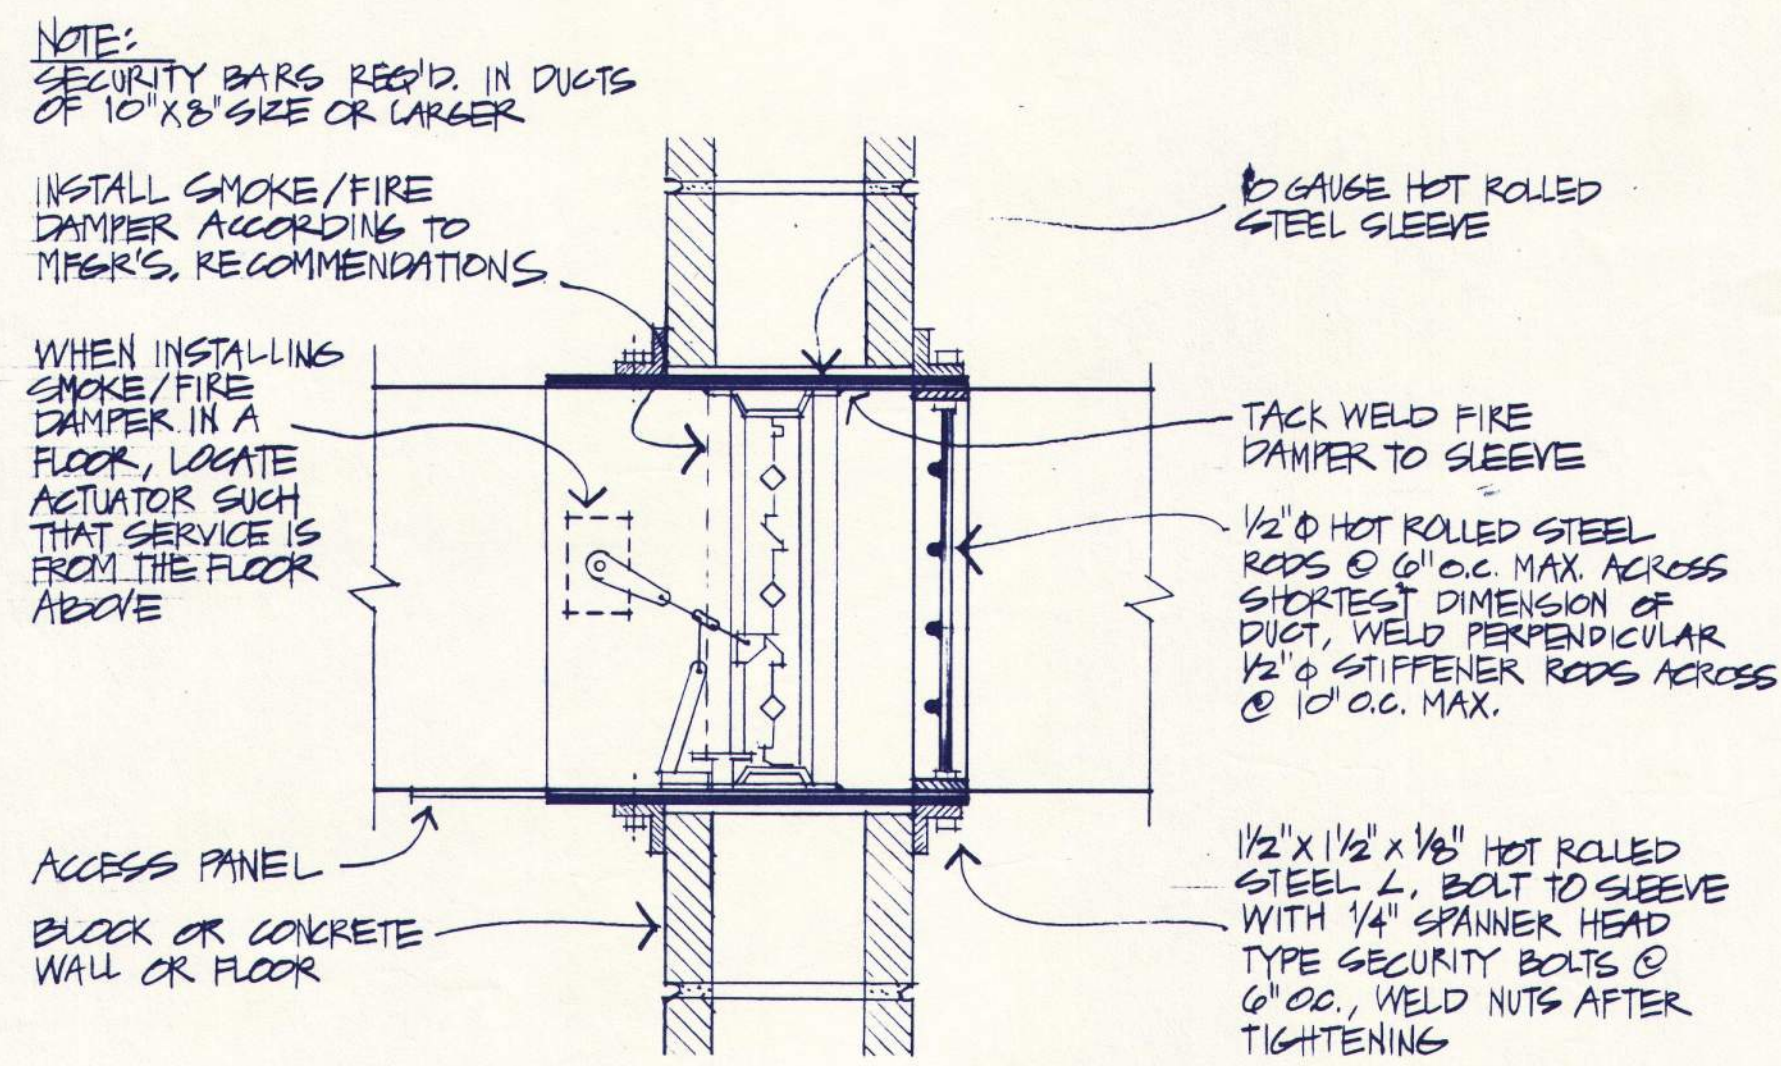 NOTE:
SECURITY BARS REQ'D. IN DUCTS
OF 10"X8" SIZE OR LARGER
INSTALL SMOKE/FIRE
DAMPER ACCORDING TO
MFGR'S. RECOMMENDATIONS
WHEN INSTALLING
SMOKE/FIRE
DAMPER IN A
FLOOR, LOCATE
ACTUATOR SUCH
THAT SERVICE IS
FROM THE FLOOR
ABOVE
ACCESS PANEL
BLOCK OR CONCRETE
WALL OR FLOOR
10 GAUGE HOT ROLLED
STEEL SLEEVE
TACK WELD FIRE
DAMPER TO SLEEVE
1/2"Φ HOT ROLLED STEEL
RODS @ 6" O.C. MAX. ACROSS
SHORTEST DIMENSION OF
DUCT, WELD PERPENDICULAR
1/2"Φ STIFFENER RODS ACROSS
@ 10" O.C. MAX.
1 1/2" X 1 1/2" X 1/8" HOT ROLLED
STEEL L, BOLT TO SLEEVE
WITH 1/4" SPANNER HEAD
TYPE SECURITY BOLTS @
6" O.C., WELD NUTS AFTER
TIGHTENING